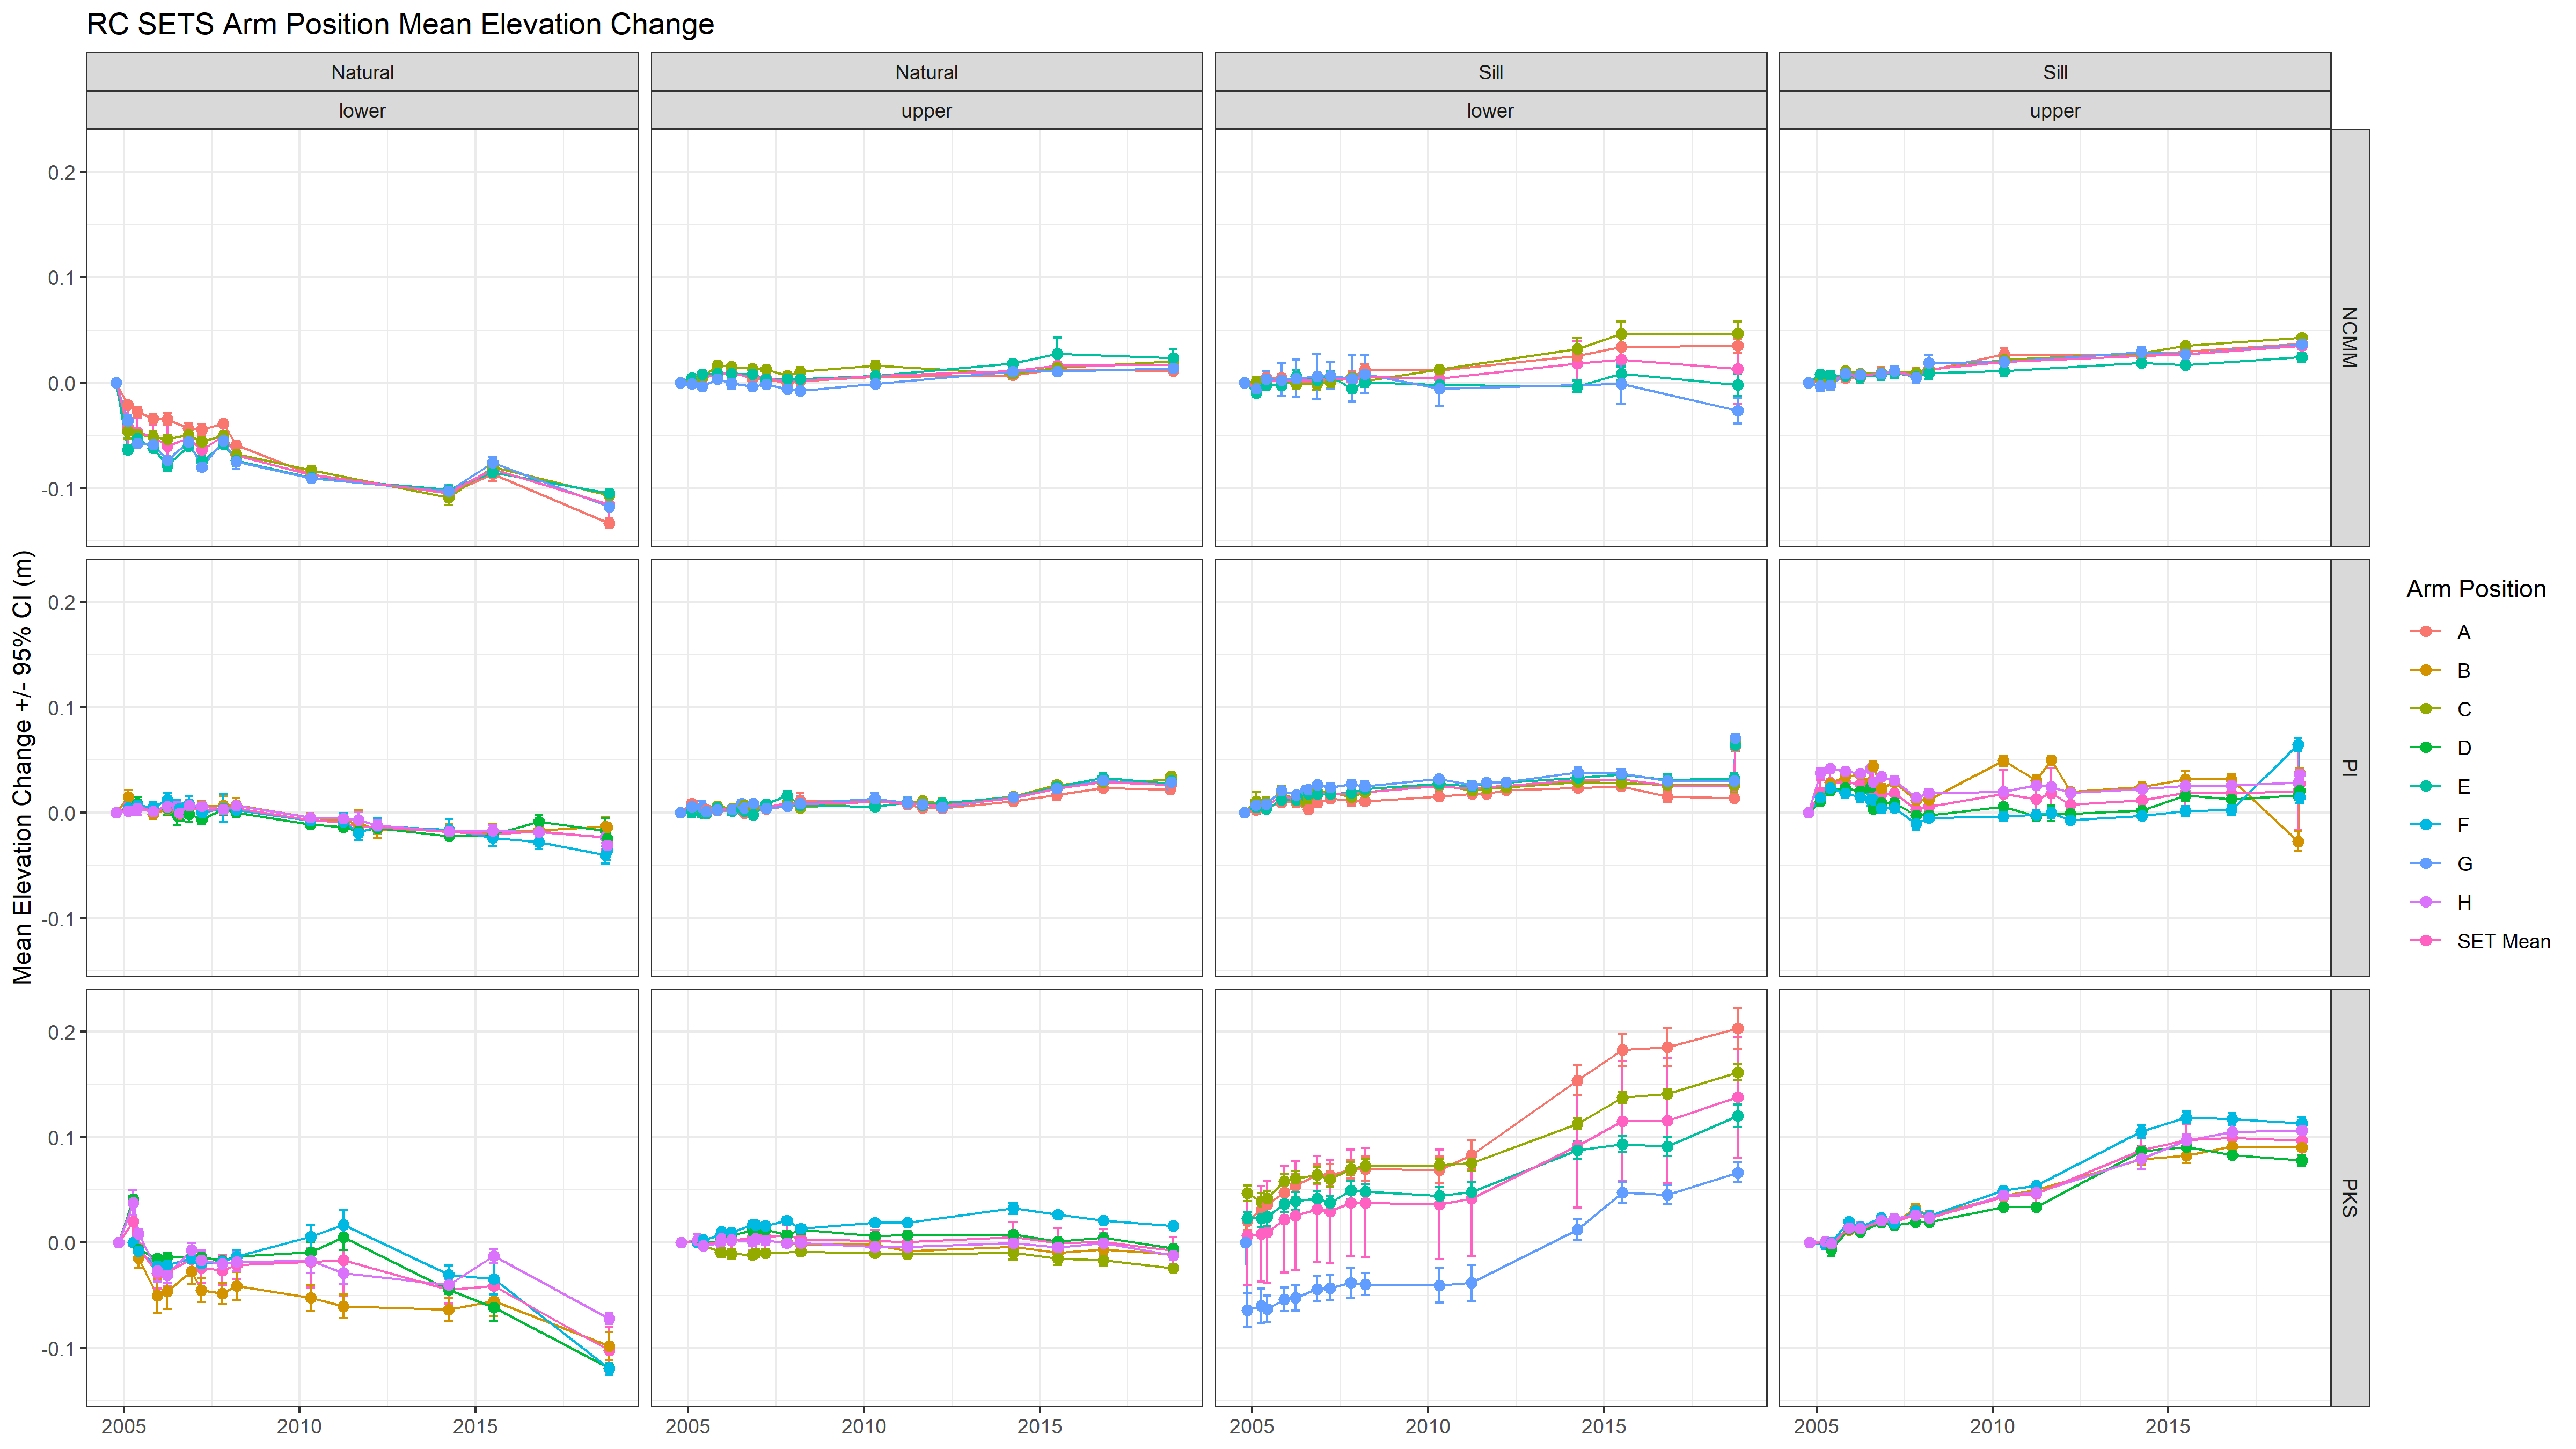 RC SETS Arm Position Mean Elevation Change
Natural
Natural
Sill
Sill
lower
upper
lower
upper
0.2
0.1
0.0
-0.1
NCMM
0.2
0.1
0.0
-0.1
PI
0.2
0.1
0.0
-0.1
PKS
2005
2010
2015
2005
2010
2015
2005
2010
2015
2005
2010
2015
Mean Elevation Change +/- 95% CI (m)
Arm Position
A
B
C
D
E
F
G
H
SET Mean